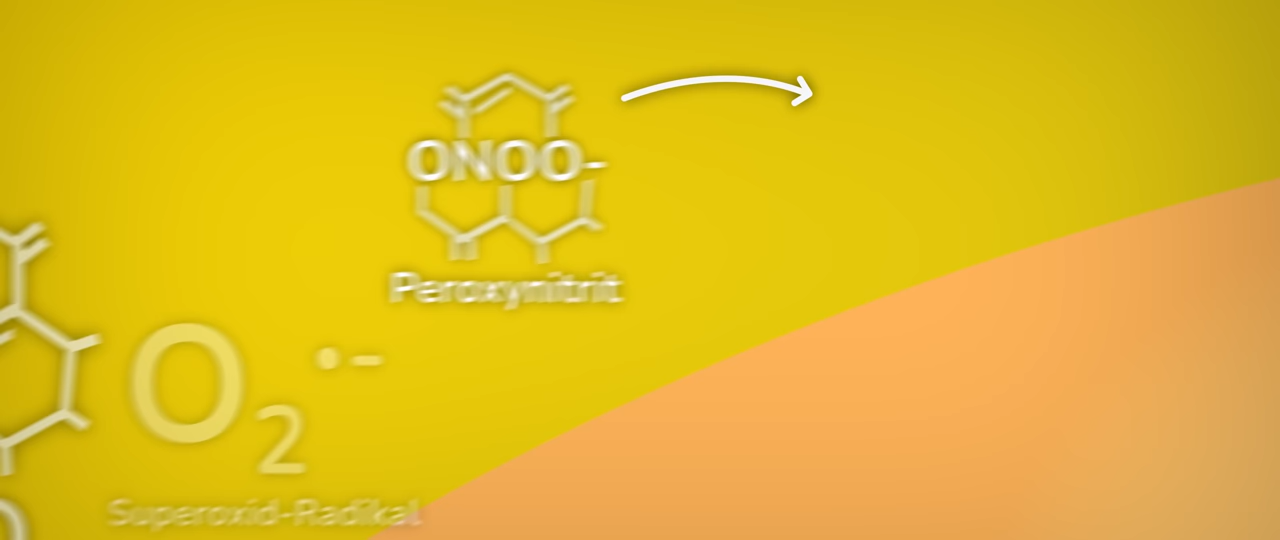 ONOO-
Peroxynitrit
O₂•-
Superoxid-Radikal